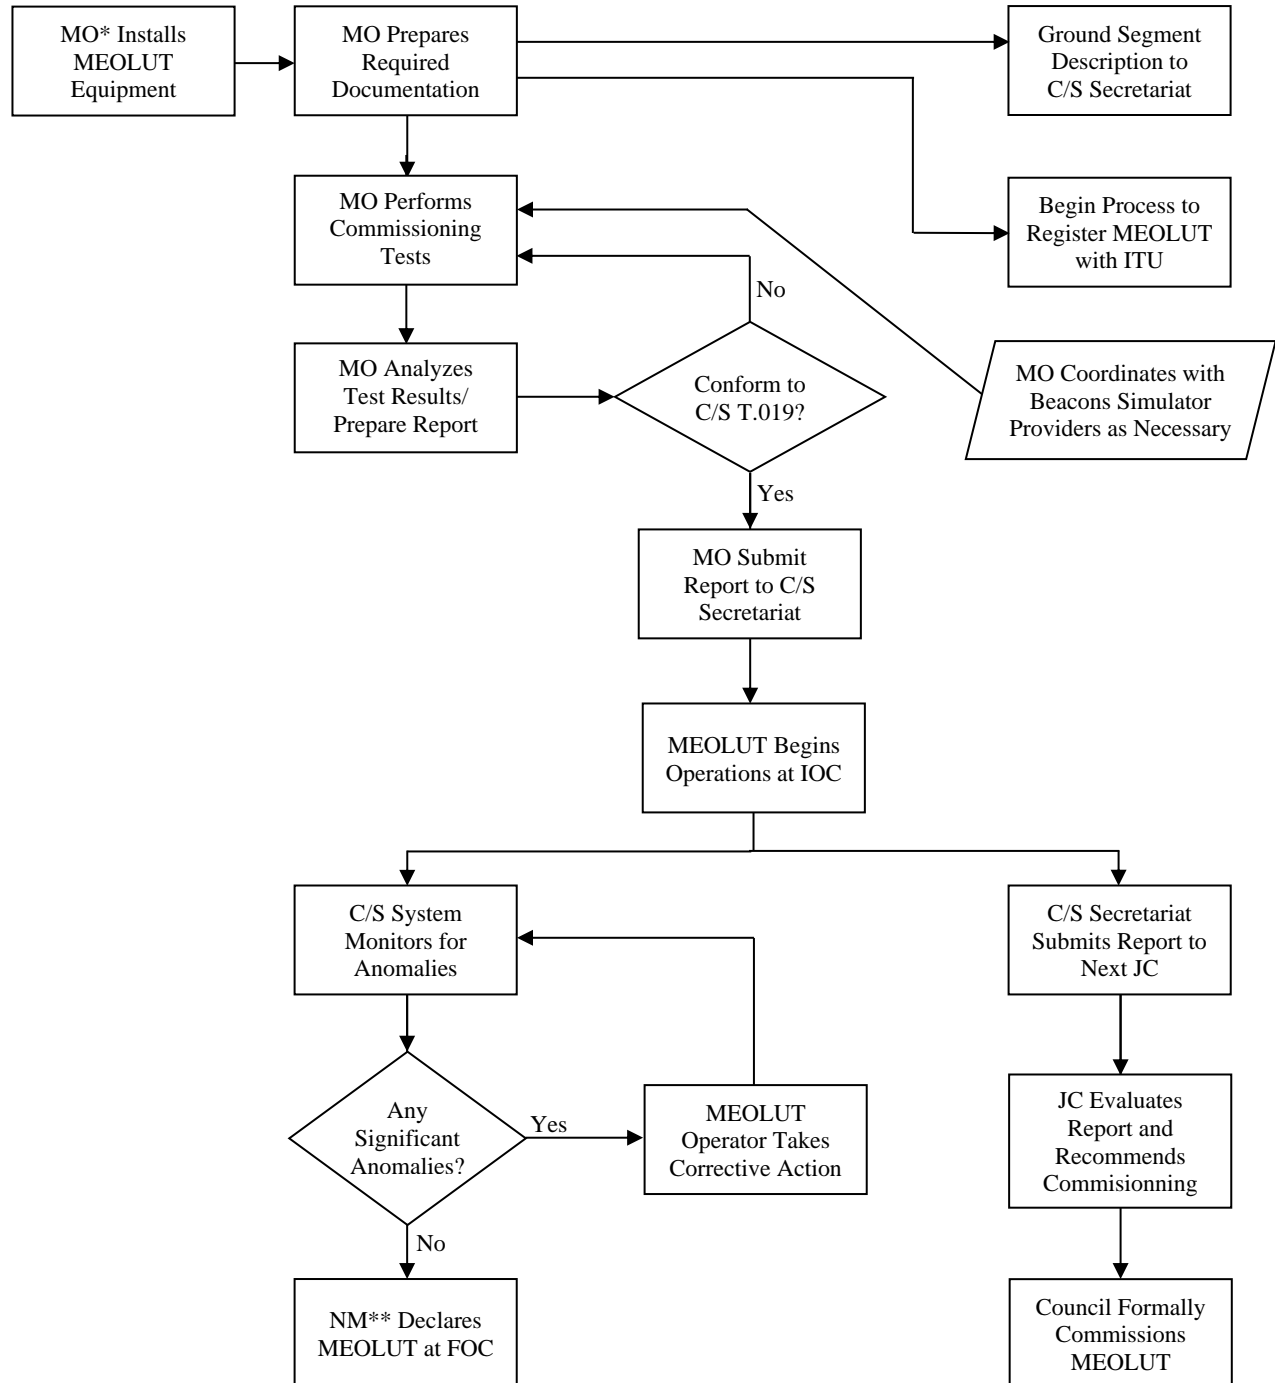 MO* Installs
MEOLUT
Equipment
MO Prepares
Required
Documentation
Ground Segment
Description to
C/S Secretariat
MO Performs
Commissioning
Tests
Begin Process to
Register MEOLUT
with ITU
No
MO Analyzes
Test Results/
Prepare Report
Conform to
C/S T.019?
MO Coordinates with
Beacons Simulator
Providers as Necessary
Yes
MO Submit
Report to C/S
Secretariat
MEOLUT Begins
Operations at IOC
C/S System
Monitors for
Anomalies
C/S Secretariat
Submits Report to
Next JC
Any
Significant
Anomalies?
Yes
MEOLUT
Operator Takes
Corrective Action
JC Evaluates
Report and
Recommends
Commisionning
No
NM** Declares
MEOLUT at FOC
Council Formally
Commissions
MEOLUT